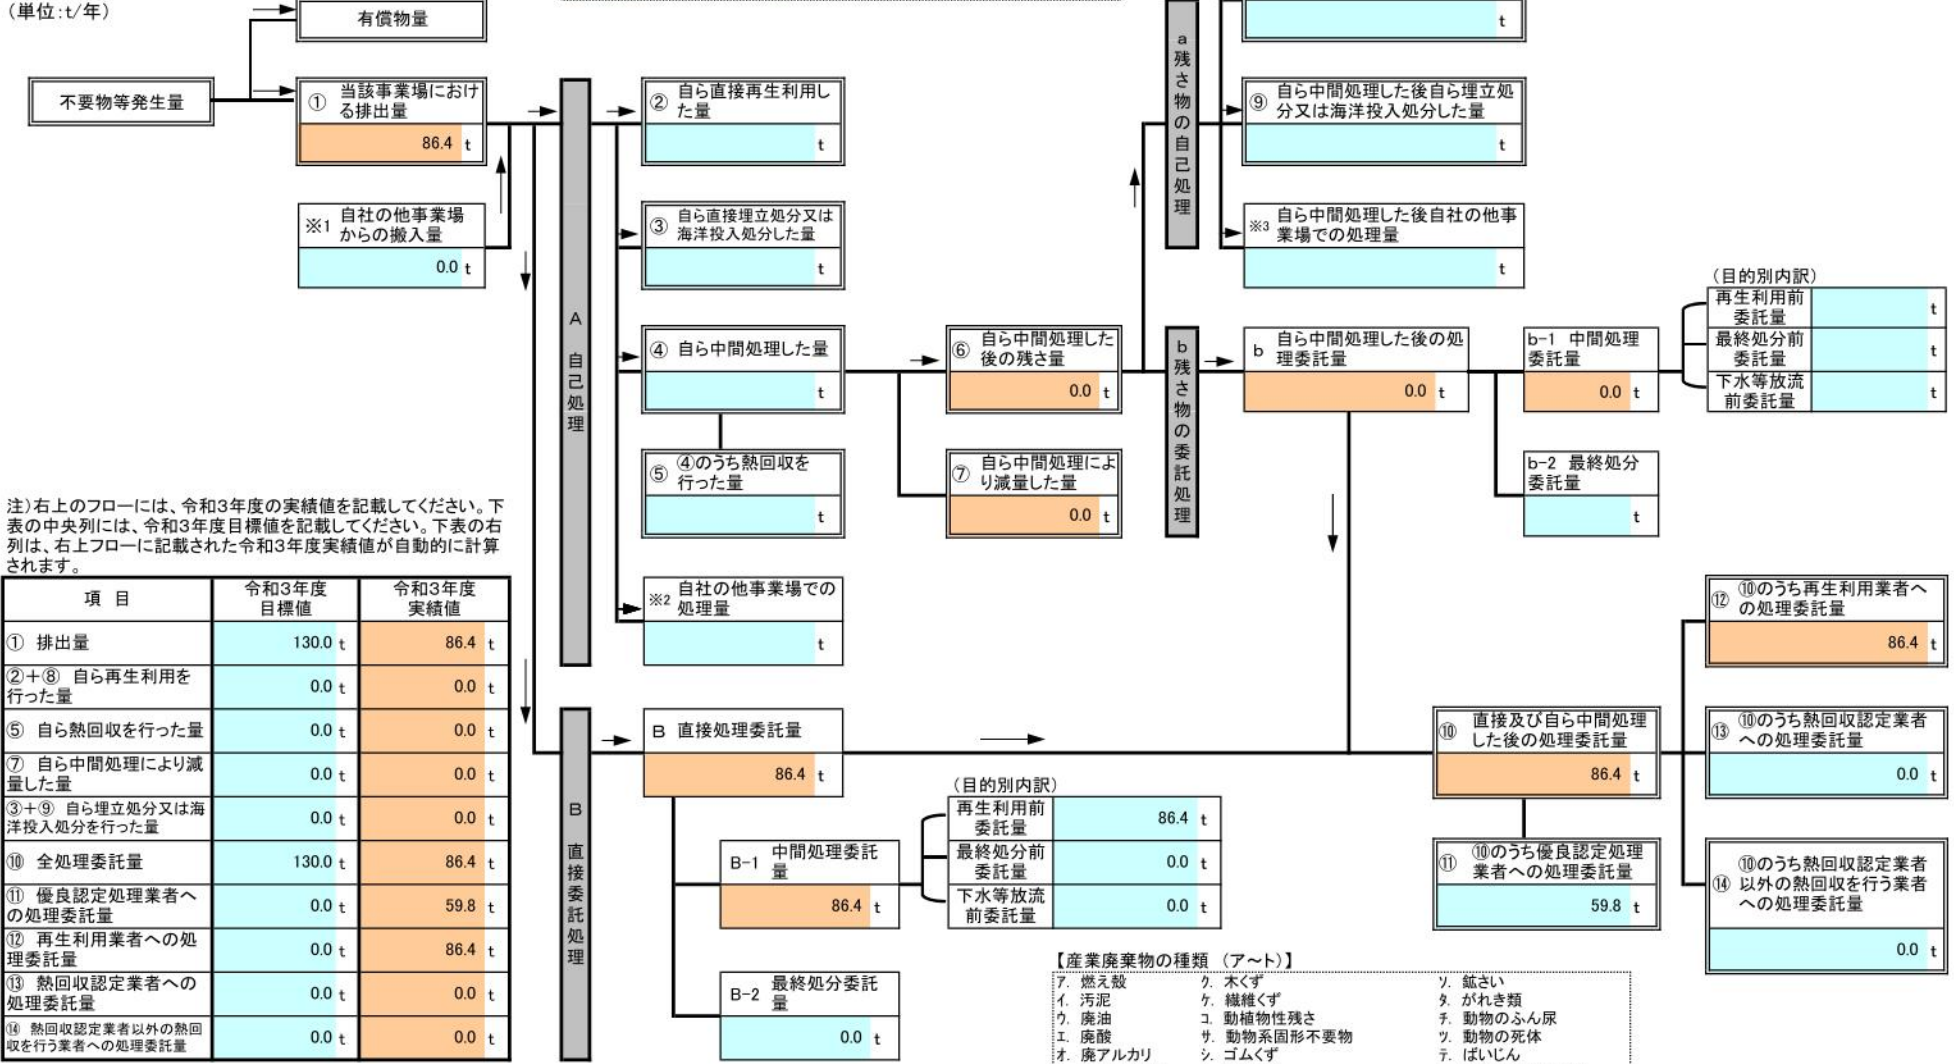 (単位:t/年)
有償物量
t
不要物等発生量
① 当該事業場におけ
る排出量
86.4 t
※1 自社の他事業場
からの搬入量
0.0 t
A 自己処理
② 自ら直接再生利用し
た量
t
③ 自ら直接埋立処分又は
海洋投入処分した量
t
④ 自ら中間処理した量
t
⑤ ④のうち熱回収を
行った量
t
※2 自社の他事業場での
処理量
t
⑥ 自ら中間処理した
後の残さ量
0.0 t
⑦ 自ら中間処理によ
り減量した量
0.0 t
a 残さ物の自己処理
⑨ 自ら中間処理した後自ら埋立処
分又は海洋投入処分した量
t
※3 自ら中間処理した後自社の他事
業場での処理量
t
b 残さ物の委託処理
b 自ら中間処理した後の処
理委託量
0.0 t
b-1 中間処理
委託量
0.0 t
b-2 最終処分
委託量
t
(目的別内訳)
再生利用前
委託量
t
最終処分前
委託量
t
下水等放流
前委託量
t
注)右上のフローには、令和3年度の実績値を記載してください。下
表の中央列には、令和3年度目標値を記載してください。下表の右
列は、右上フローに記載された令和3年度実績値が自動的に計算
されます。
項 目 令和3年度
目標値 令和3年度
実績値
① 排出量 130.0 t 86.4 t
②+⑧ 自ら再生利用を
行った量 0.0 t 0.0 t
⑤ 自ら熱回収を行った量 0.0 t 0.0 t
⑦ 自ら中間処理により減
量した量 0.0 t 0.0 t
③+⑨ 自ら埋立処分又は海
洋投入処分を行った量 0.0 t 0.0 t
⑩ 全処理委託量 130.0 t 86.4 t
⑪ 優良認定処理業者へ
の処理委託量 0.0 t 59.8 t
⑫ 再生利用業者への処
理委託量 0.0 t 86.4 t
⑬ 熱回収認定業者への
処理委託量 0.0 t 0.0 t
⑭ 熱回収認定業者以外の熱回
収を行う業者への処理委託量 0.0 t 0.0 t
B 直接委託処理
B 直接処理委託量
86.4 t
B-1 中間処理委託
量
86.4 t
B-2 最終処分委託
量
0.0 t
(目的別内訳)
再生利用前
委託量 86.4 t
最終処分前
委託量 0.0 t
下水等放流
前委託量 0.0 t
⑩ 直接及び自ら中間処理
した後の処理委託量
86.4 t
⑪ ⑩のうち優良認定処理
業者への処理委託量
59.8 t
⑫ ⑩のうち再生利用業者へ
の処理委託量
86.4 t
⑬ ⑩のうち熱回収認定業者
への処理委託量
0.0 t
⑭ ⑩のうち熱回収認定業者
以外の熱回収を行う業者
への処理委託量
0.0 t
【産業廃棄物の種類 (ア~ト)】
ア. 燃え殻 ク. 木くず ソ. 鉱さい
イ. 汚泥 ケ. 繊維くず タ. がれき類
ウ. 廃油 コ. 動植物性残さ チ. 動物のふん尿
エ. 廃酸 サ. 動物系固形不要物 ツ. 動物の死体
オ. 廃アルカリ シ. ゴムくず テ. ばいじん